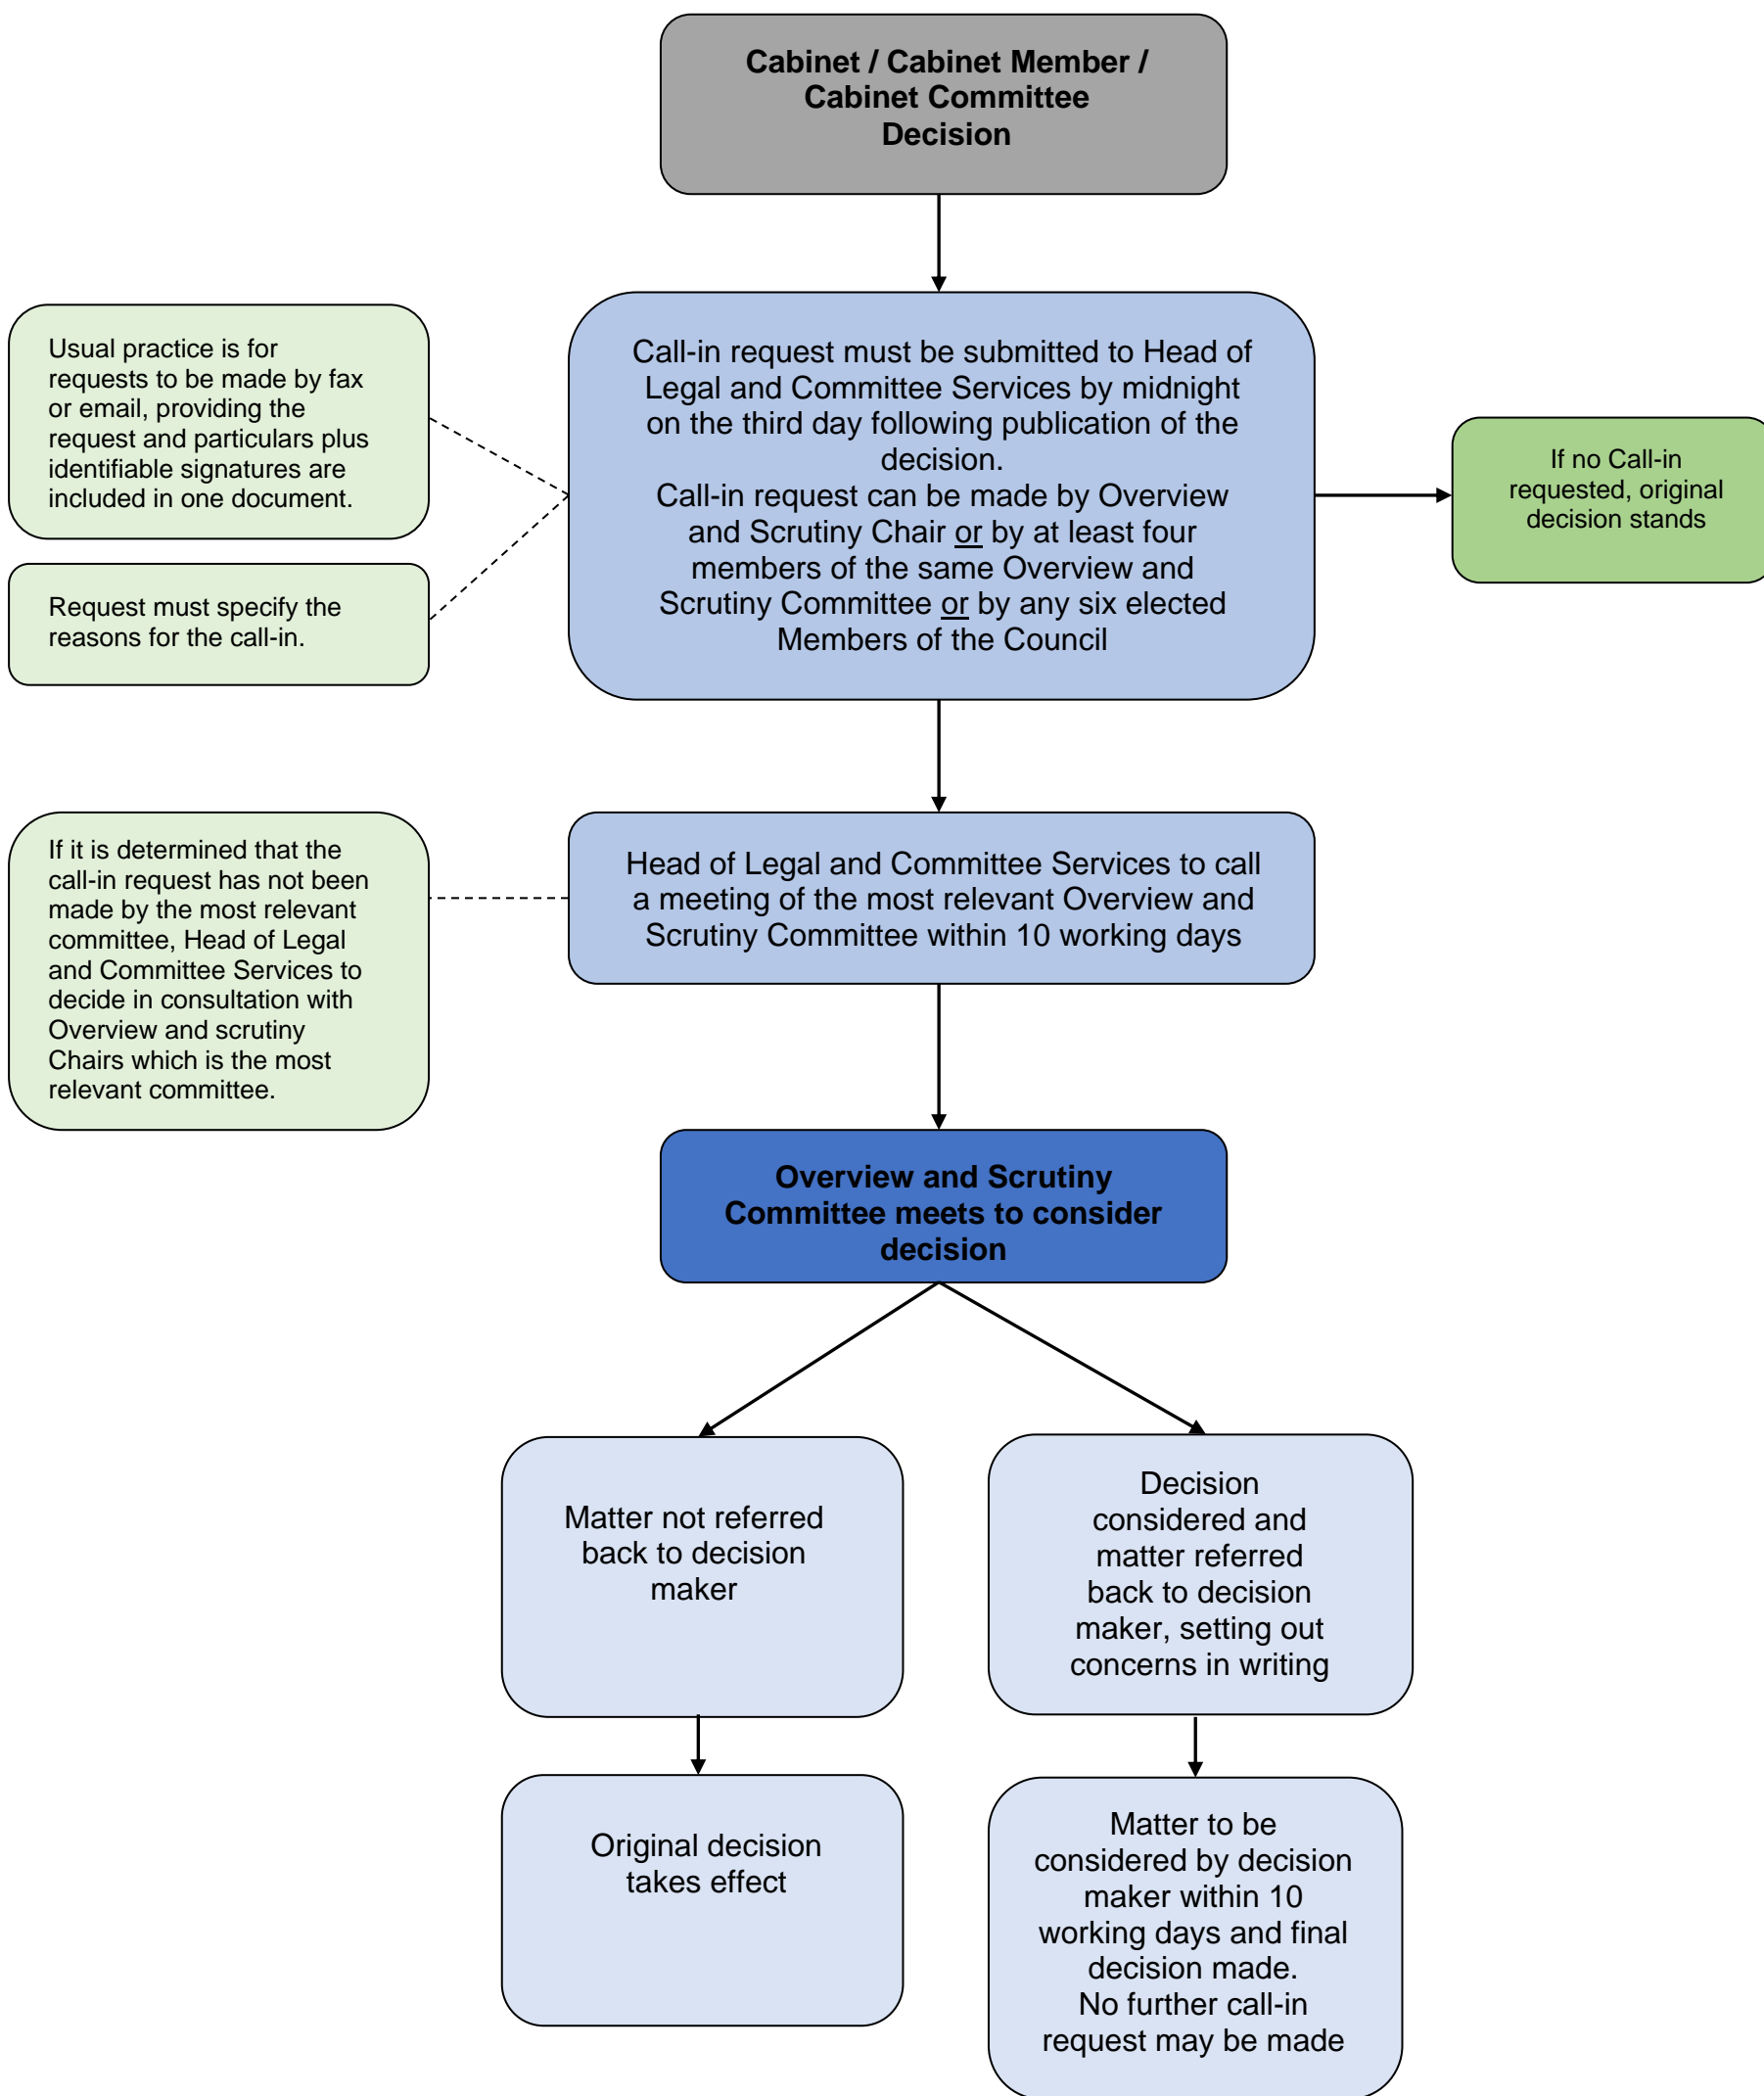 Cabinet / Cabinet Member /
Cabinet Committee
Decision
Usual practice is for
requests to be made by fax
or email, providing the
request and particulars plus
identifiable signatures are
included in one document.
Request must specify the
reasons for the call-in.
Call-in request must be submitted to Head of
Legal and Committee Services by midnight
on the third day following publication of the
decision.
Call-in request can be made by Overview
and Scrutiny Chair or by at least four
members of the same Overview and
Scrutiny Committee or by any six elected
Members of the Council
If no Call-in
requested, original
decision stands
If it is determined that the
call-in request has not been
made by the most relevant
committee, Head of Legal
and Committee Services to
decide in consultation with
Overview and scrutiny
Chairs which is the most
relevant committee.
Head of Legal and Committee Services to call
a meeting of the most relevant Overview and
Scrutiny Committee within 10 working days
Overview and Scrutiny
Committee meets to consider
decision
Matter not referred
back to decision
maker
Decision
considered and
matter referred
back to decision
maker, setting out
concerns in writing
Original decision
takes effect
Matter to be
considered by decision
maker within 10
working days and final
decision made.
No further call-in
request may be made